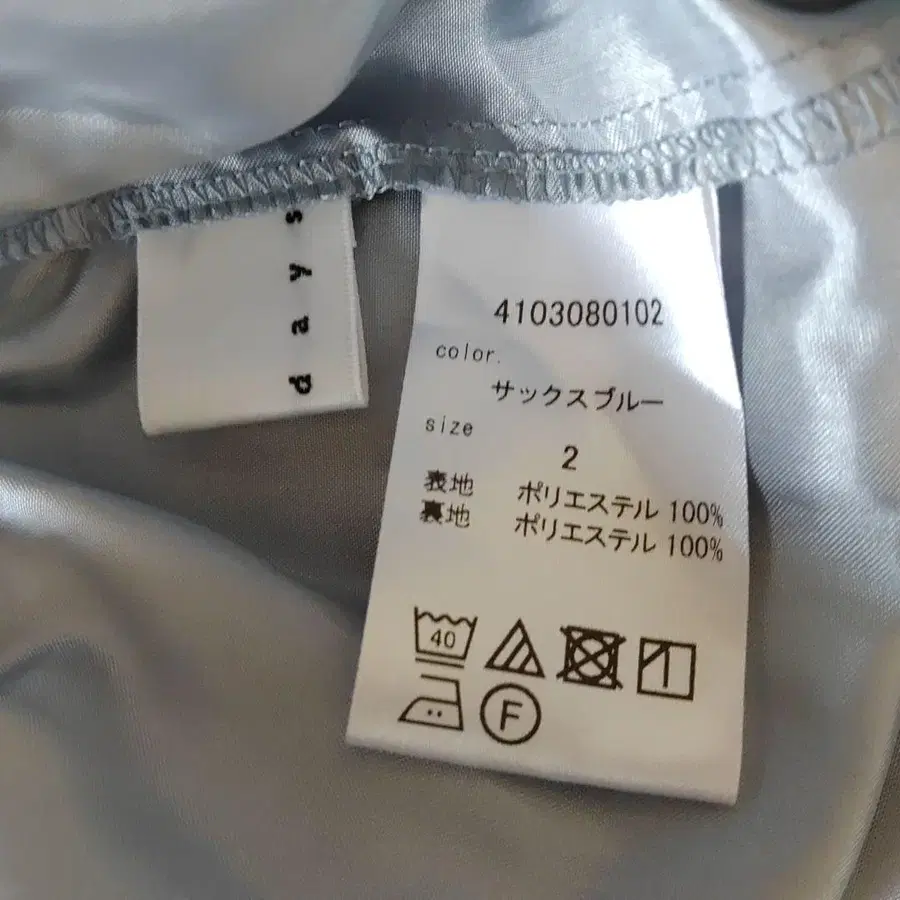 days
4103080102
color.
サックスブルー
size
2
表地 ポリエステル 100%
裏地 ポリエステル 100%
40
F